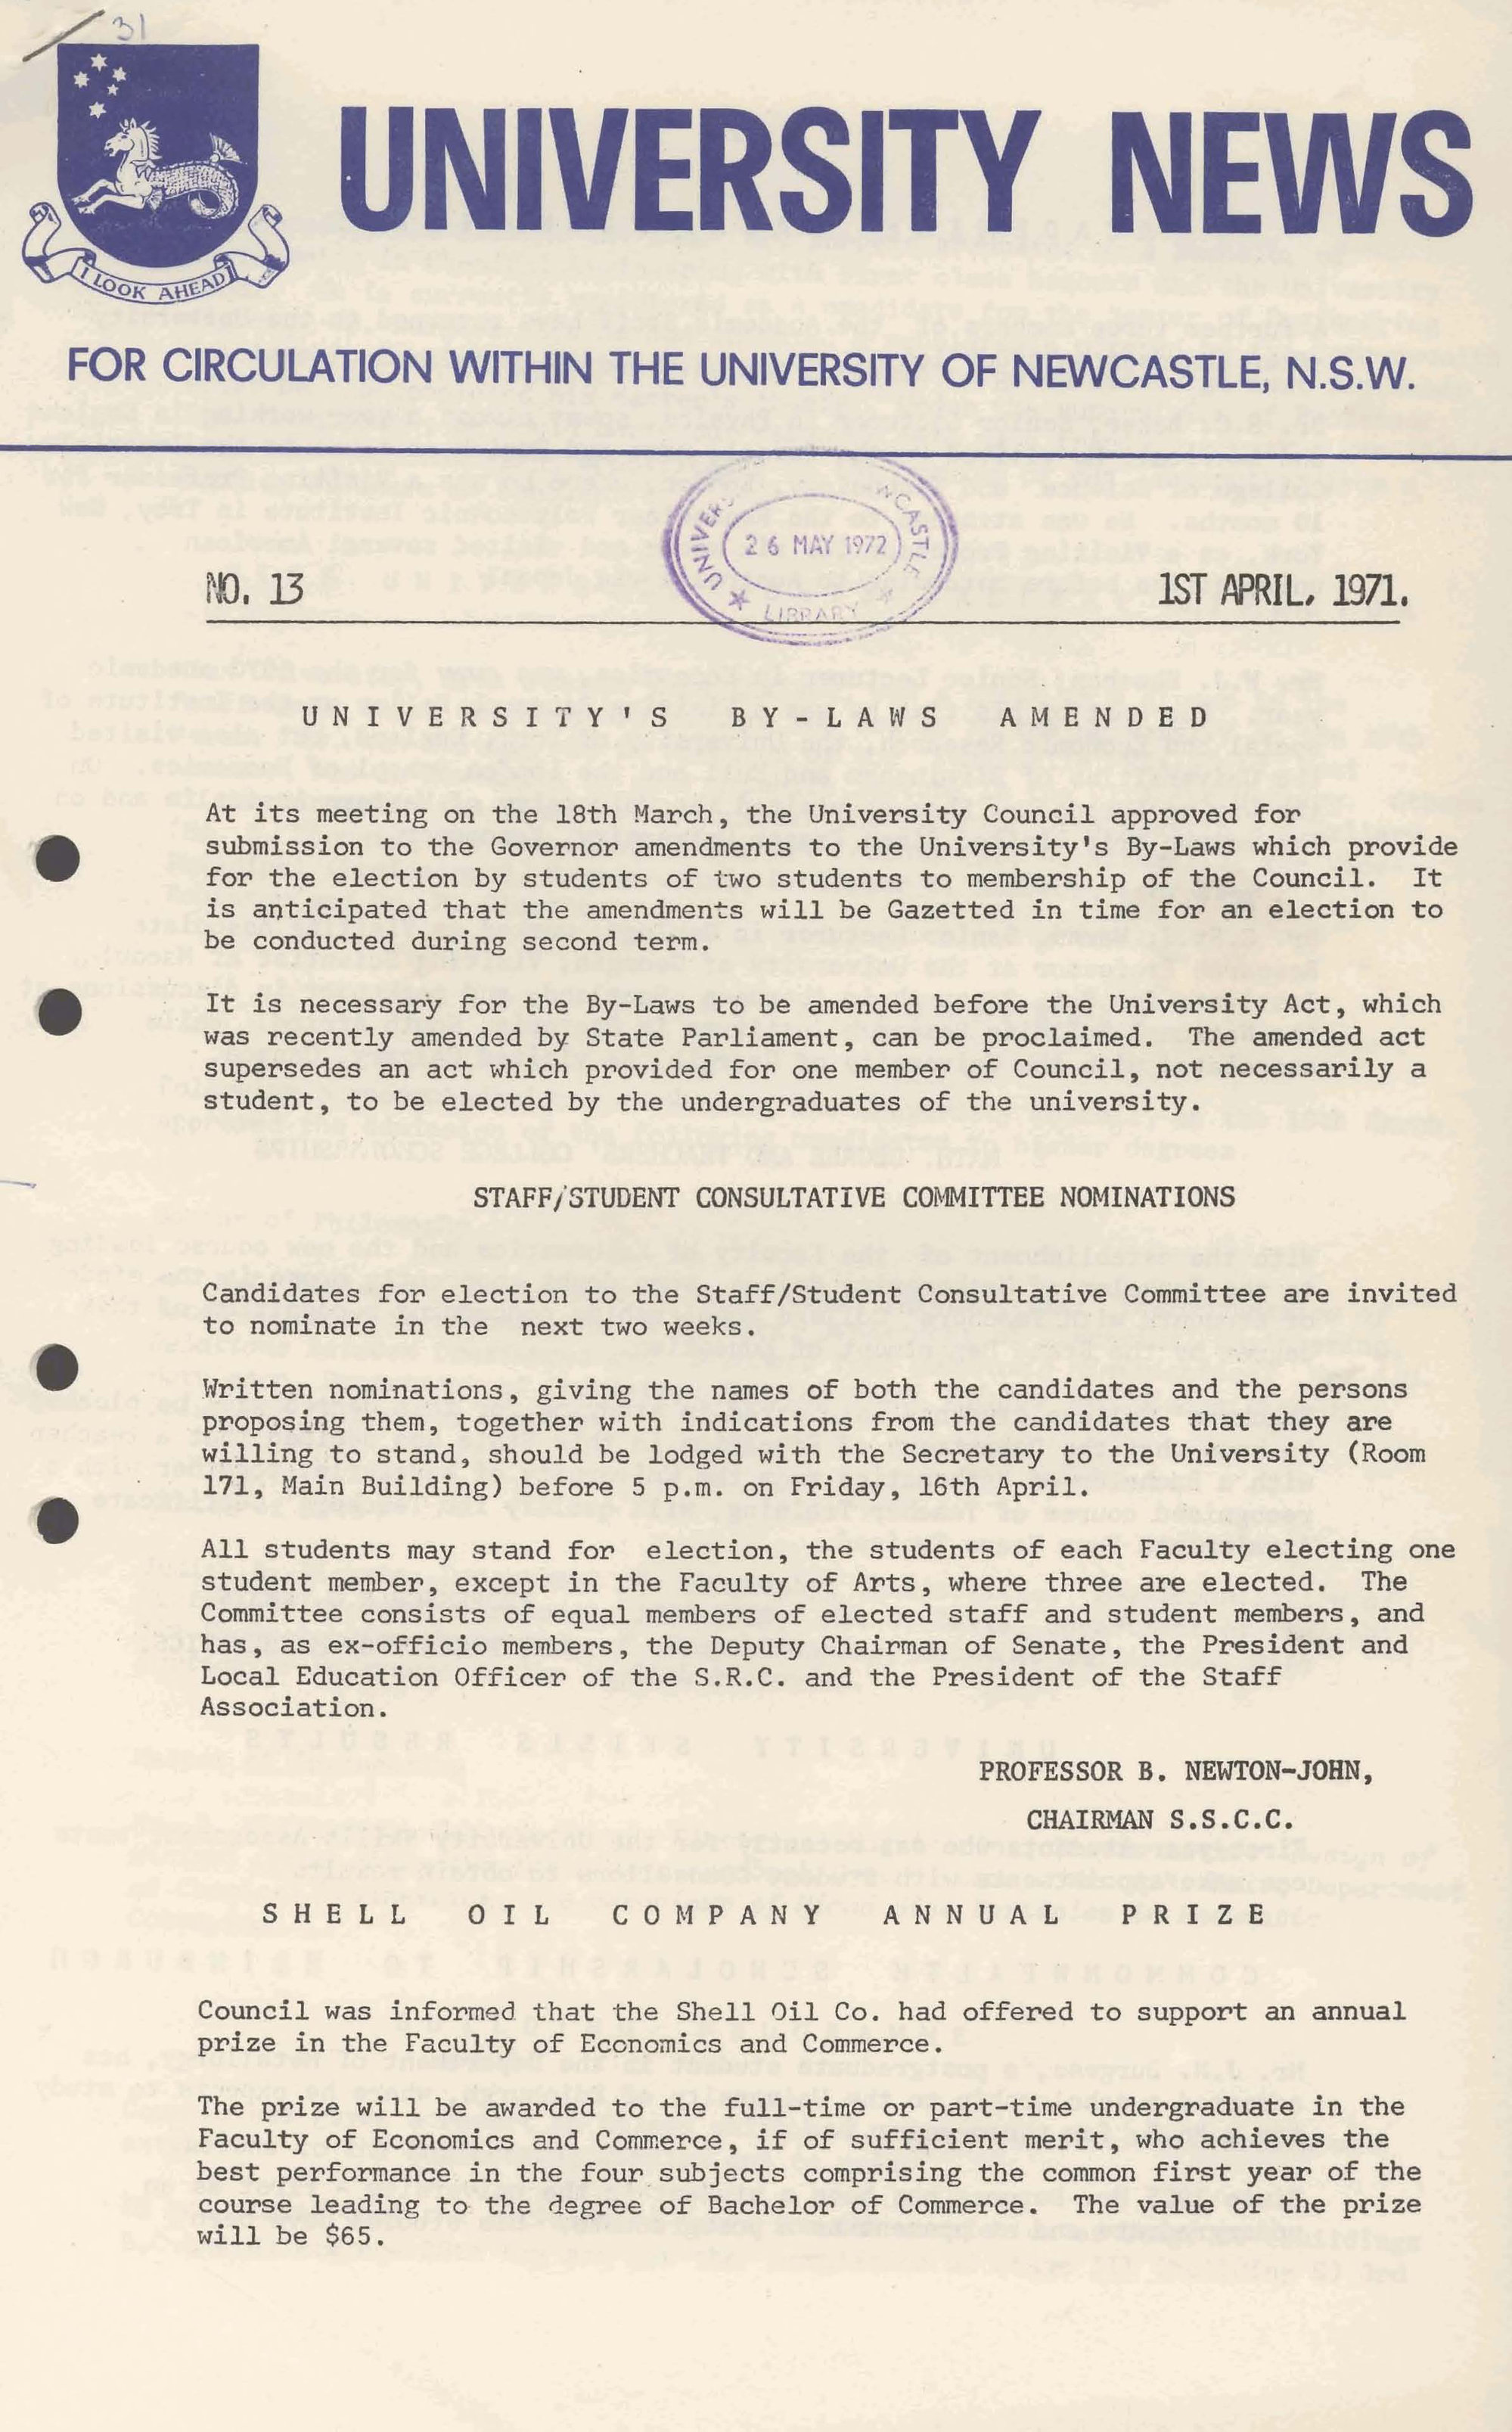 31
UNIVERSITY NEWS
I LOOK AHEAD
FOR CIRCULATION WITHIN THE UNIVERSITY OF NEWCASTLE, N.S.W.
26 MAY 1972
LIBRARY
NO. 13 1ST APRIL, 1971.
UNIVERSITY'S BY-LAWS AMENDED
At its meeting on the 18th March, the University Council approved for
submission to the Governor amendments to the University's By-Laws which provide
for the election by students of two students to membership of the Council. It
is anticipated that the amendments will be Gazetted in time for an election to
be conducted during second term.
It is necessary for the By-Laws to be amended before the University Act, which
was recently amended by State Parliament, can be proclaimed. The amended act
supersedes an act which provided for one member of Council, not necessarily a
student, to be elected by the undergraduates of the university.
STAFF/STUDENT CONSULTATIVE COMMITTEE NOMINATIONS
Candidates for election to the Staff/Student Consultative Committee are invited
to nominate in the next two weeks.
Written nominations, giving the names of both the candidates and the persons
proposing them, together with indications from the candidates that they are
willing to stand, should be lodged with the Secretary to the University (Room
171, Main Building) before 5 p.m. on Friday, 16th April.
All students may stand for election, the students of each Faculty electing one
student member, except in the Faculty of Arts, where three are elected. The
Committee consists of equal members of elected staff and student members, and
has, as ex-officio members, the Deputy Chairman of Senate, the President and
Local Education Officer of the S.R.C. and the President of the Staff
Association.
PROFESSOR B. NEWTON-JOHN,
CHAIRMAN S.S.C.C.
SHELL OIL COMPANY ANNUAL PRIZE
Council was informed that the Shell Oil Co. had offered to support an annual
prize in the Faculty of Economics and Commerce.
The prize will be awarded to the full-time or part-time undergraduate in the
Faculty of Economics and Commerce, if of sufficient merit, who achieves the
best performance in the four subjects comprising the common first year of the
course leading to the degree of Bachelor of Commerce. The value of the prize
will be $65.